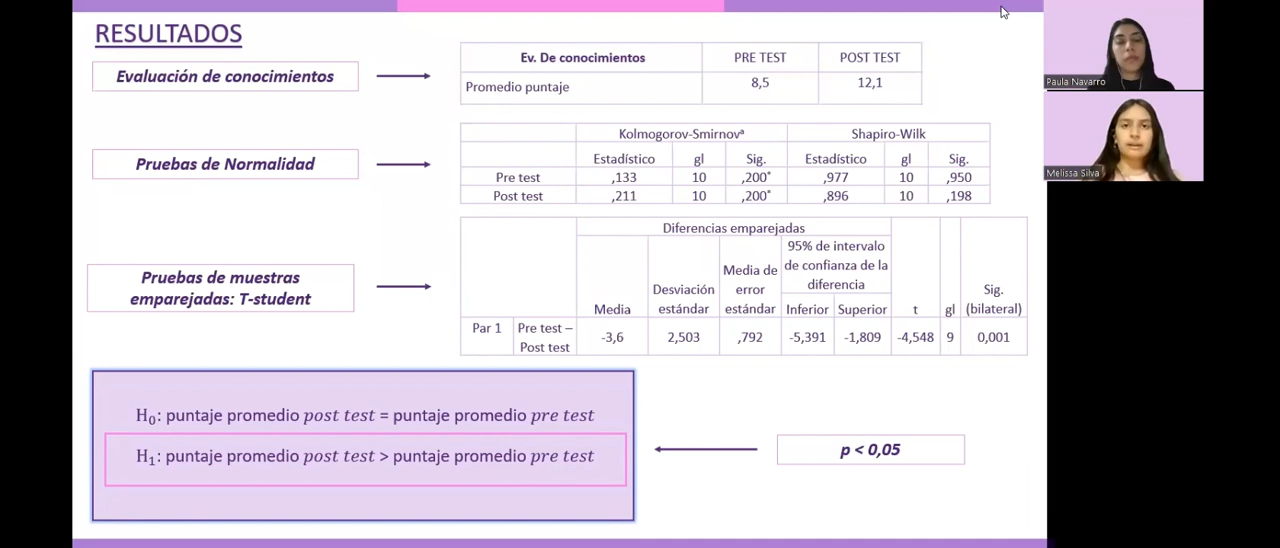 RESULTADOS
Evaluación de conocimientos
Ev. De conocimientos PRE TEST POST TEST
Promedio puntaje 8,5 12,1
Pruebas de Normalidad
Kolmogorov-Smirnovª Shapiro-Wilk
Estadístico gl Sig. Estadístico gl Sig.
Pre test ,133 10 ,200* ,977 10 ,950
Post test ,211 10 ,200* ,896 10 ,198
Pruebas de muestras
emparejadas: T-student
Diferencias emparejadas
Media
Desviación
estándar
Media de
error
estándar
95% de intervalo
de confianza de la
diferencia
Inferior Superior
t
gl
Sig.
(bilateral)
Par 1
Pre test –
Post test
-3,6 2,503 ,792 -5,391 -1,809 -4,548 9 0,001
H₀: puntaje promedio post test = puntaje promedio pre test
H₁: puntaje promedio post test > puntaje promedio pre test
p < 0,05
Paula Navarro
Melissa Silva